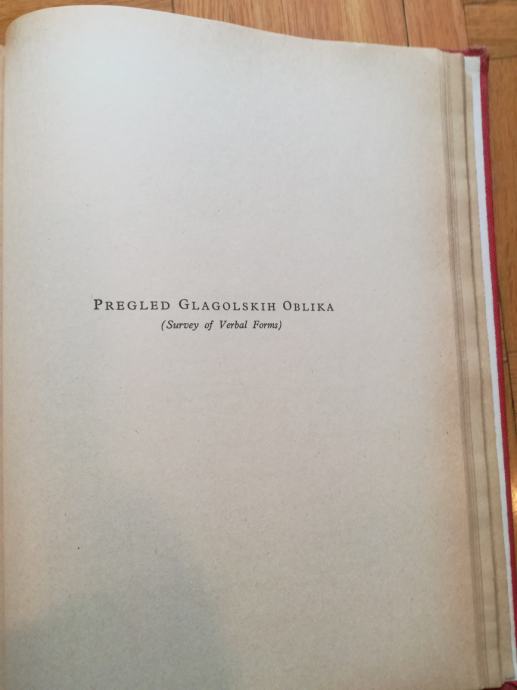 PREGLED GLAGOLSKIH OBLIKA
(Survey of Verbal Forms)